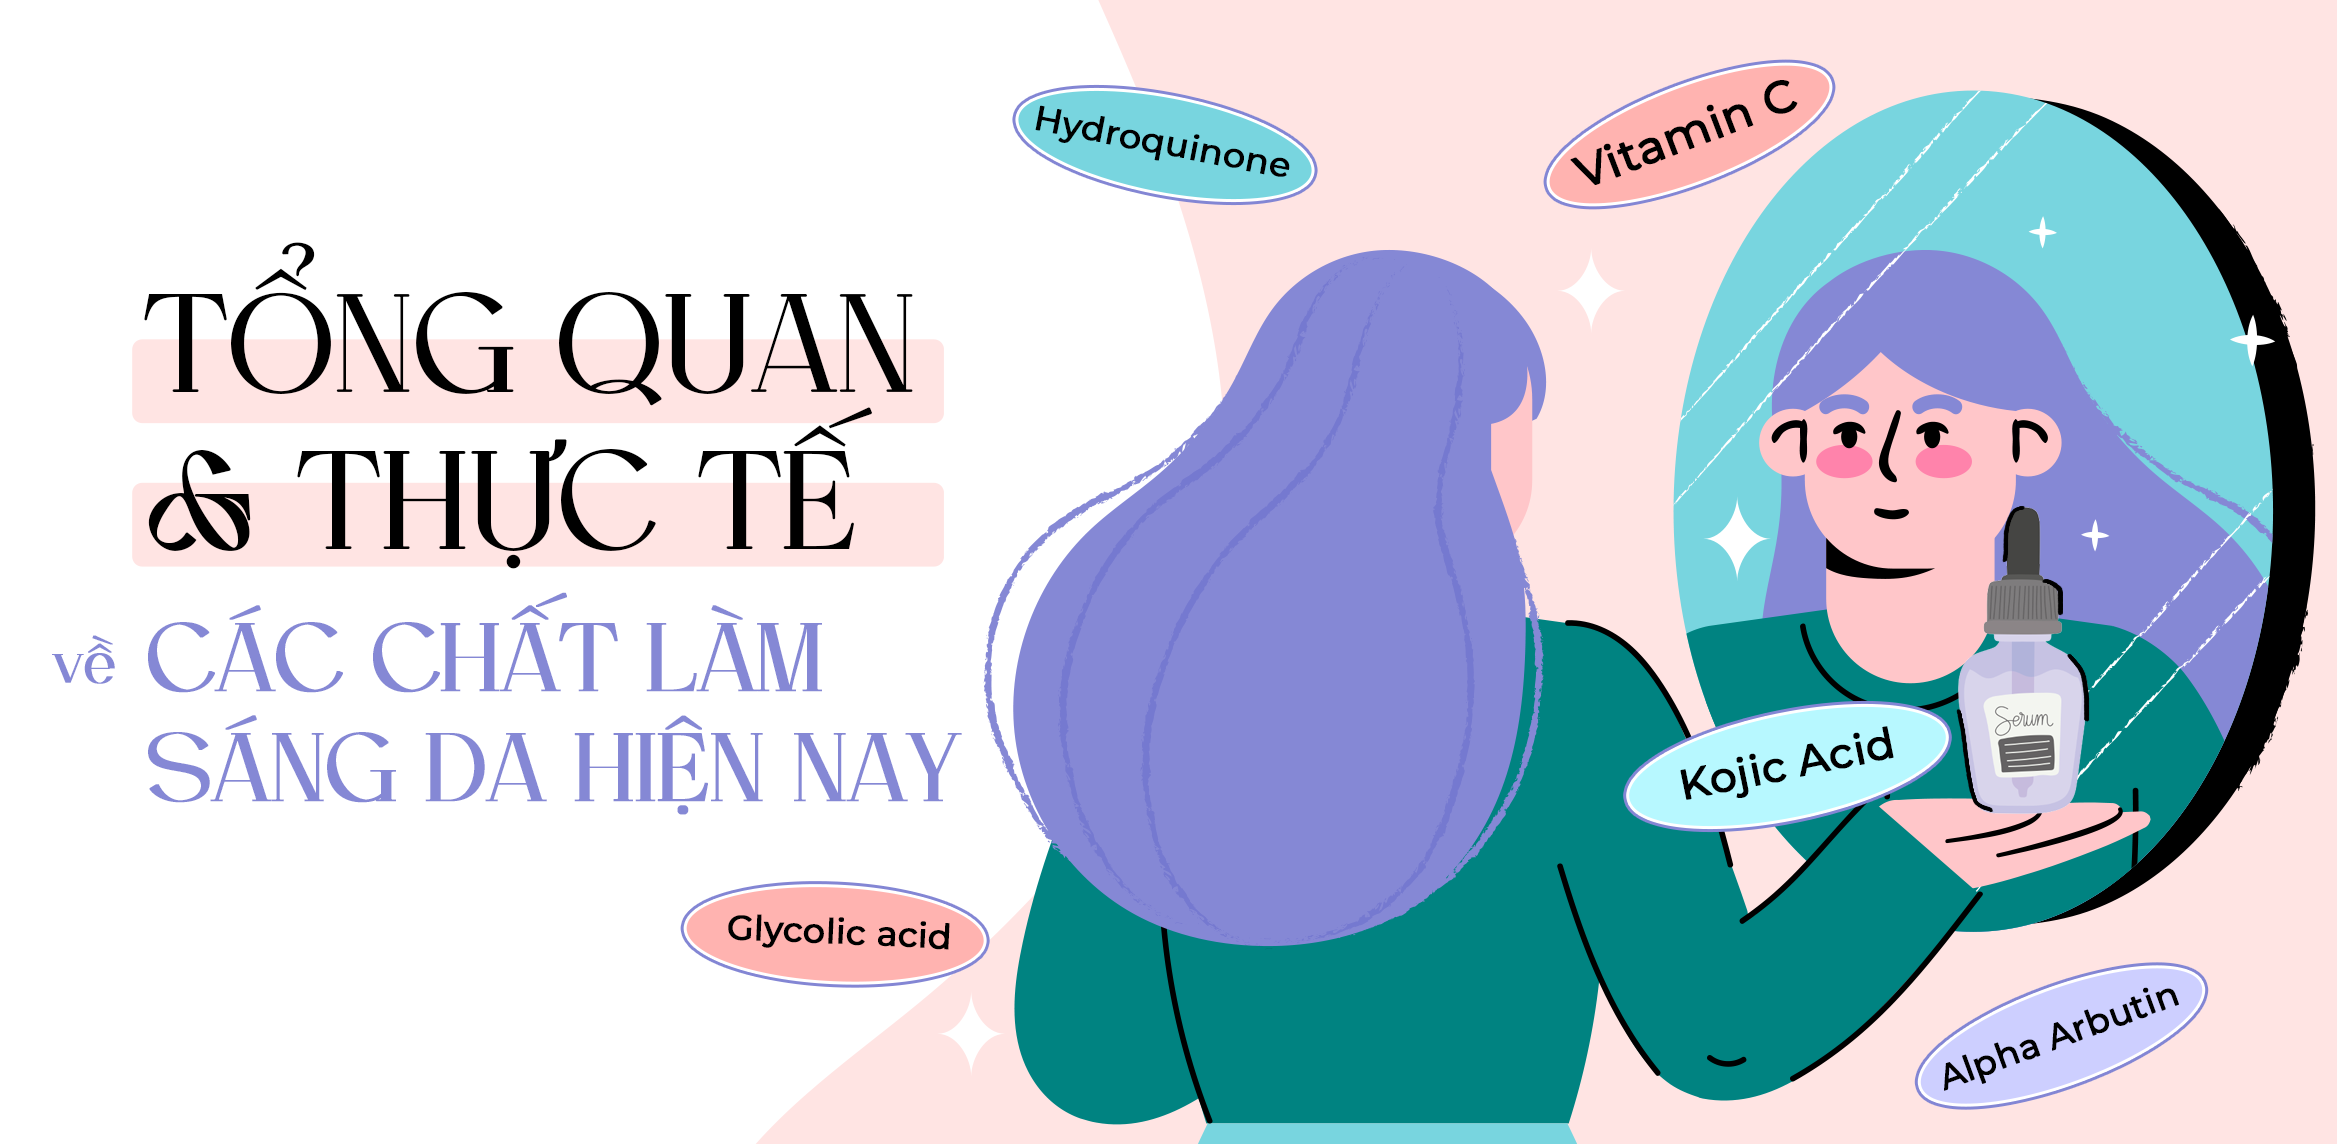 TỔNG QUAN
& THỰC TẾ
về CÁC CHẤT LÀM
SÁNG DA HIỆN NAY
Hydroquinone
Vitamin C
Serum
Kojic Acid
Glycolic acid
Alpha Arbutin